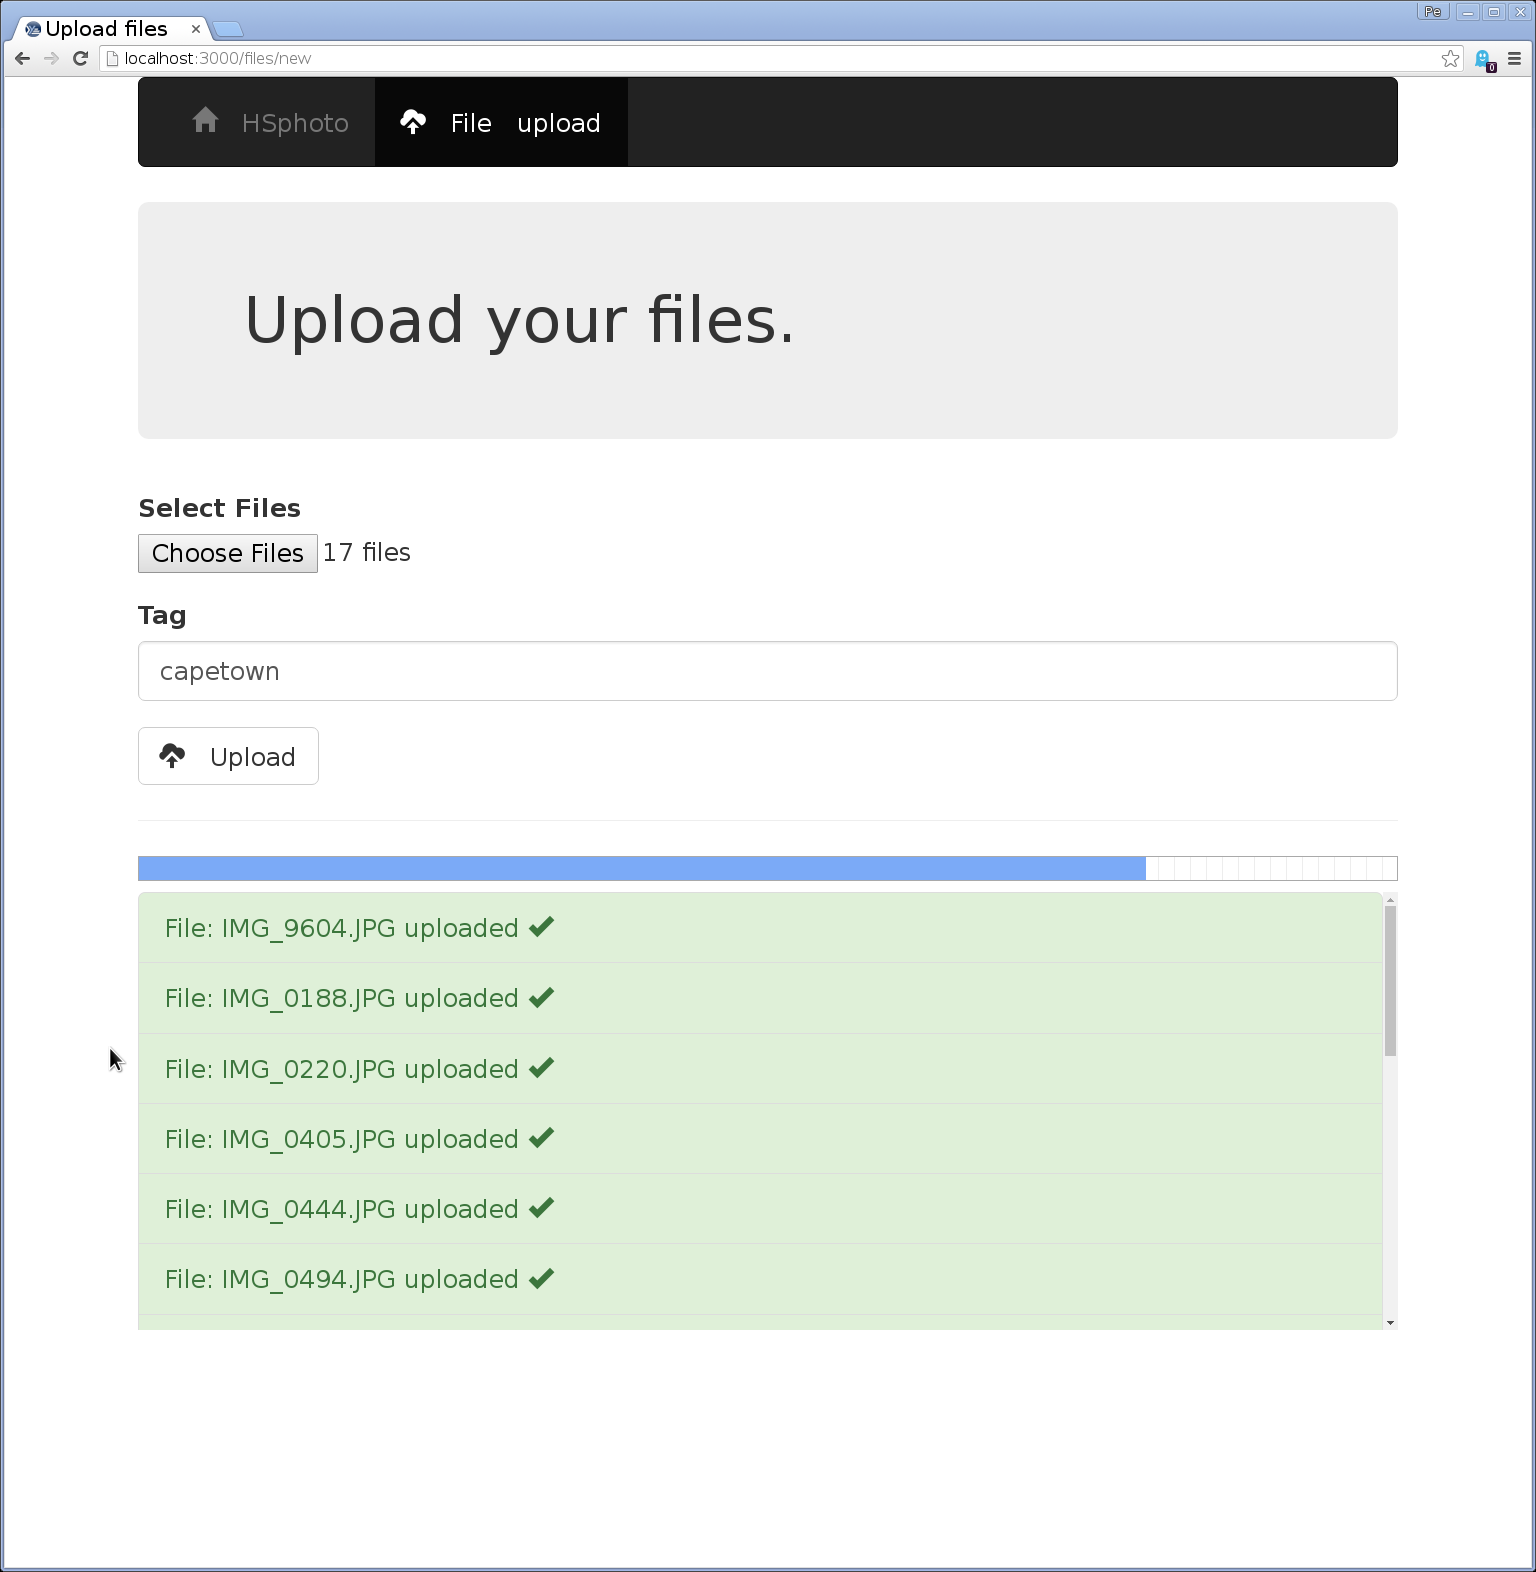 Upload files
Pe
localhost:3000/files/new
0
HSphoto File upload
Upload your files.
Select Files
Choose Files 17 files
Tag
capetown
Upload
File: IMG_9604.JPG uploaded
File: IMG_0188.JPG uploaded
File: IMG_0220.JPG uploaded
File: IMG_0405.JPG uploaded
File: IMG_0444.JPG uploaded
File: IMG_0494.JPG uploaded